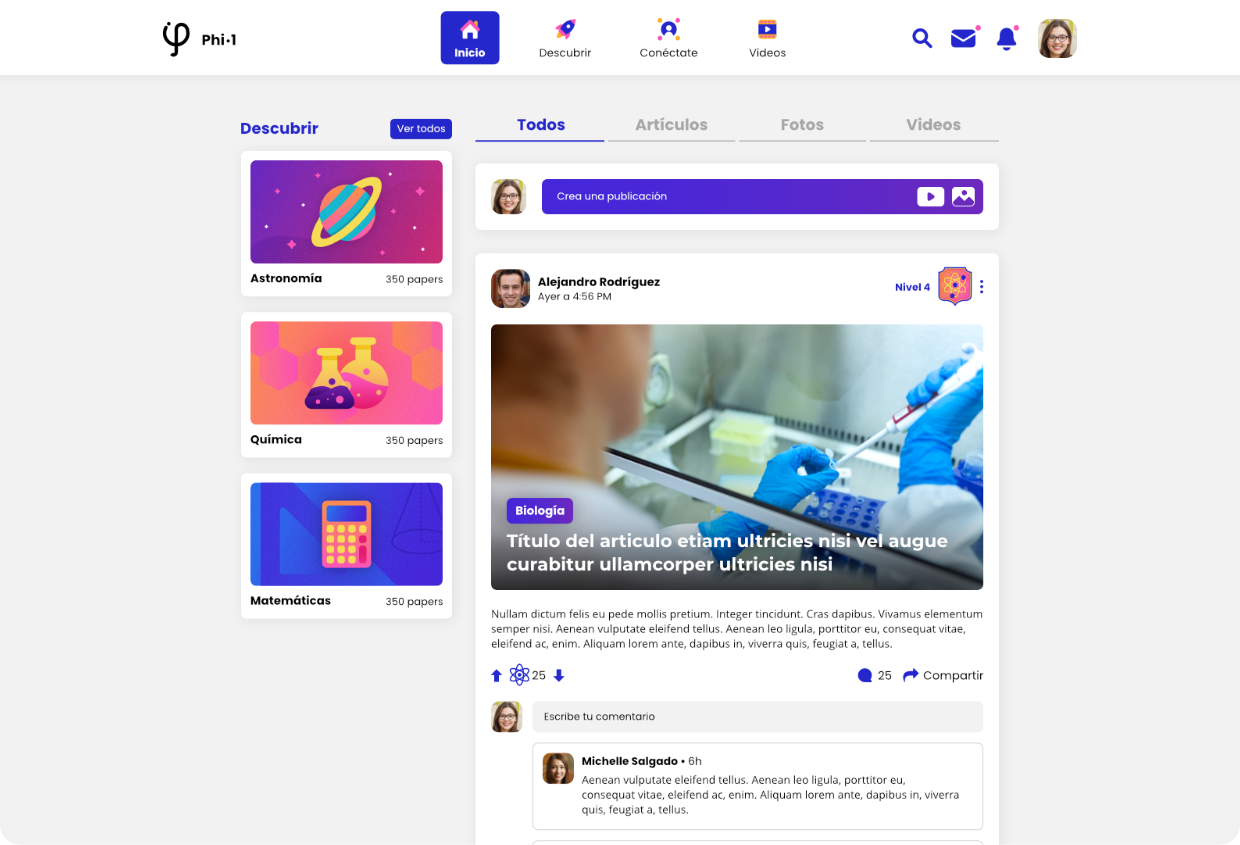 Phi·1
Inicio
Descubrir
Conéctate
Videos
Descubrir
Ver todos
Astronomía
350 papers
Química
350 papers
Matemáticas
350 papers
Todos
Artículos
Fotos
Videos
Crea una publicación
Alejandro Rodríguez
Ayer a 4:56 PM
Nivel 4
Biología
Título del articulo etiam ultricies nisi vel augue
curabitur ullamcorper ultricies nisi
Nullam dictum felis eu pede mollis pretium. Integer tincidunt. Cras dapibus. Vivamus elementum
semper nisi. Aenean vulputate eleifend tellus. Aenean leo ligula, porttitor eu, consequat vitae,
eleifend ac, enim. Aliquam lorem ante, dapibus in, viverra quis, feugiat a, tellus.
25
25
Compartir
Escribe tu comentario
Michelle Salgado • 6h
Aenean vulputate eleifend tellus. Aenean leo ligula, porttitor eu,
consequat vitae, eleifend ac, enim. Aliquam lorem ante, dapibus in, viverra
quis, feugiat a, tellus.